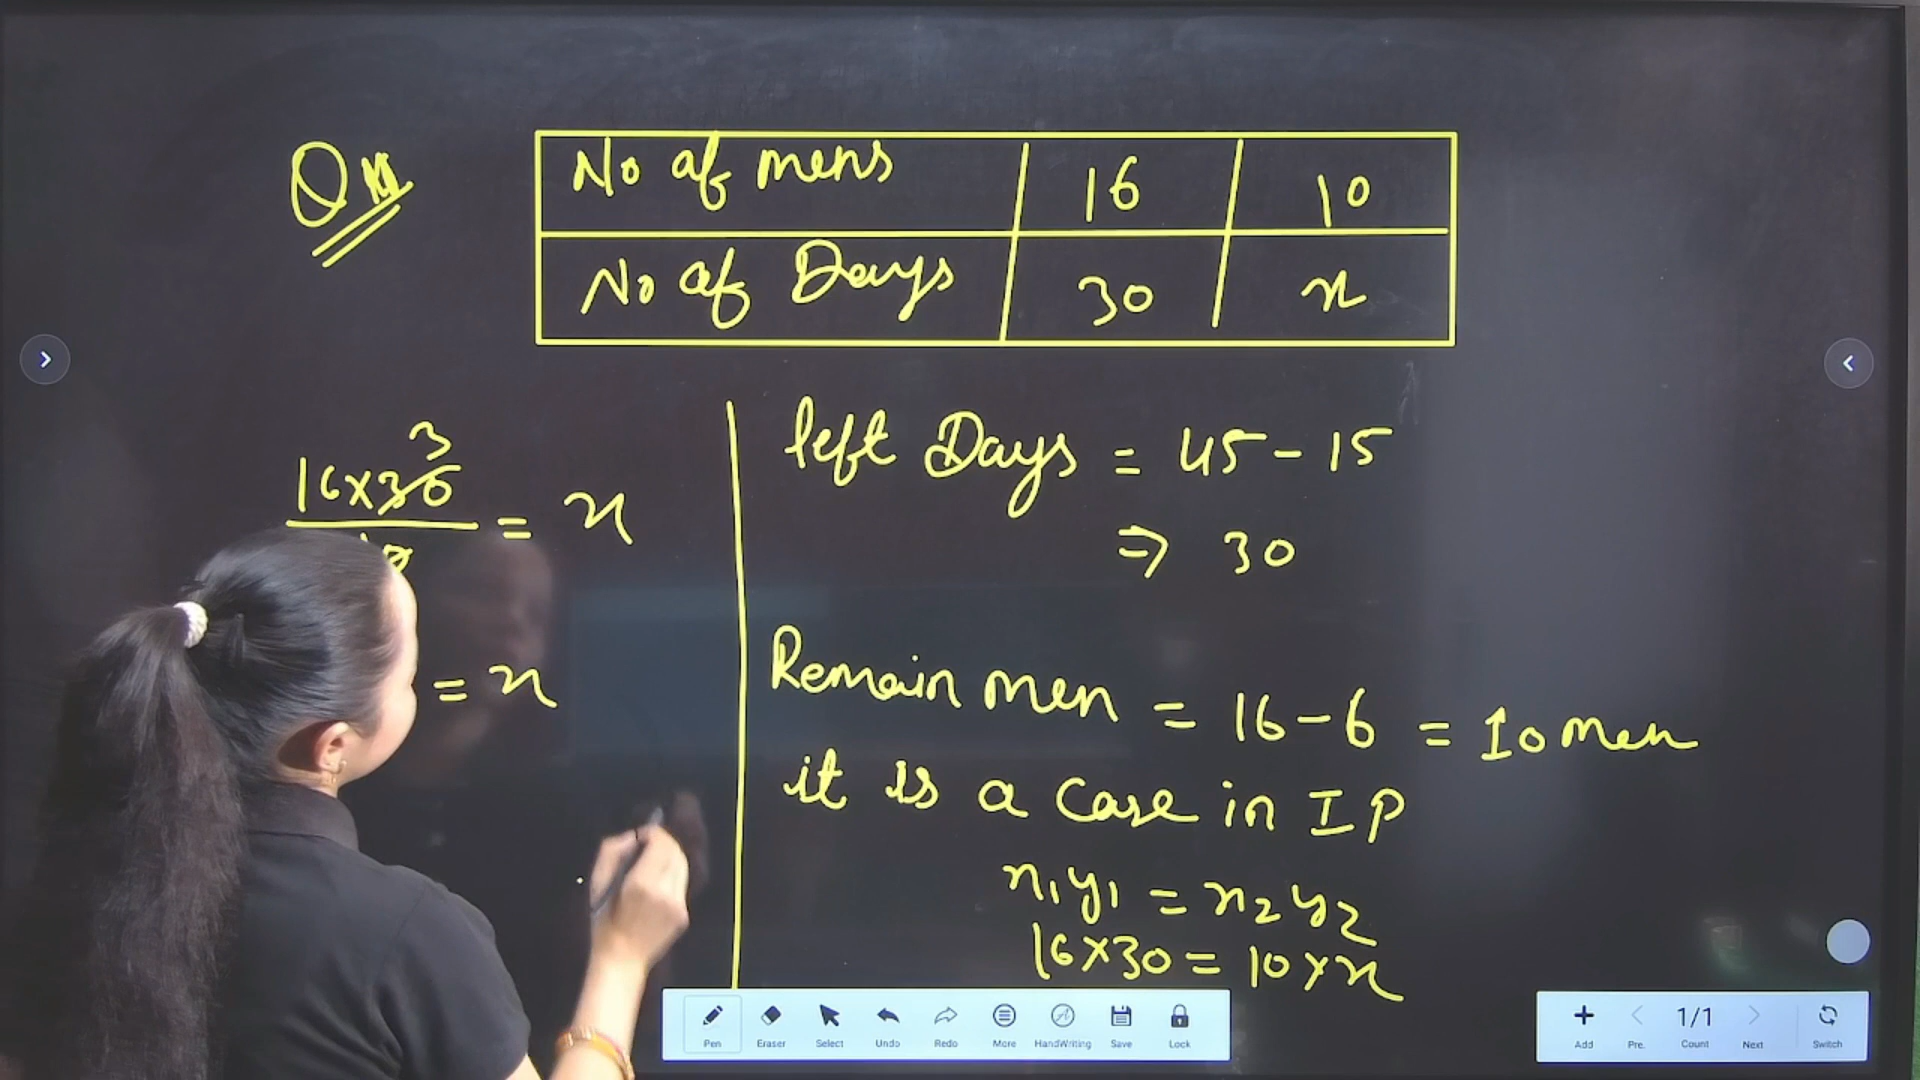 No of mens 16 10
No of Days 30 x
3
16×30
= x
10
= x
left Days = 45 - 15
⇒ 30
Remain men = 16 - 6 = 10 men
it is a case in IP
x₁y₁ = x₂y₂
16×30 = 10×x
Pen Eraser Select Undo Redo More HandWriting Save Lock
1/1
Add Pre. Count Next Switch